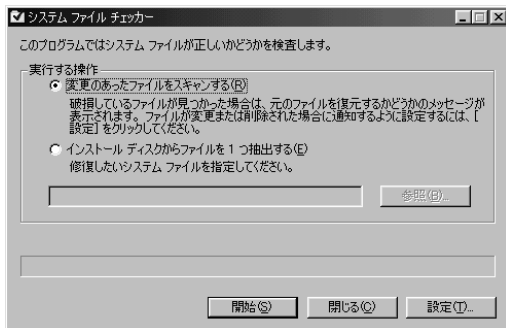 システム ファイル チェッカー
このプログラムではシステム ファイルが正しいかどうかを検査します。
実行する操作
変更のあったファイルをスキャンする(R)
破損しているファイルが見つかった場合は、元のファイルを復元するかどうかのメッセージが
表示されます。ファイルが変更または削除された場合に通知するように設定するには、[
設定] をクリックしてください。
インストール ディスクからファイルを 1 つ抽出する(E)
修復したいシステム ファイルを指定してください。
参照(B)...
開始(S)
閉じる(C)
設定(T)...